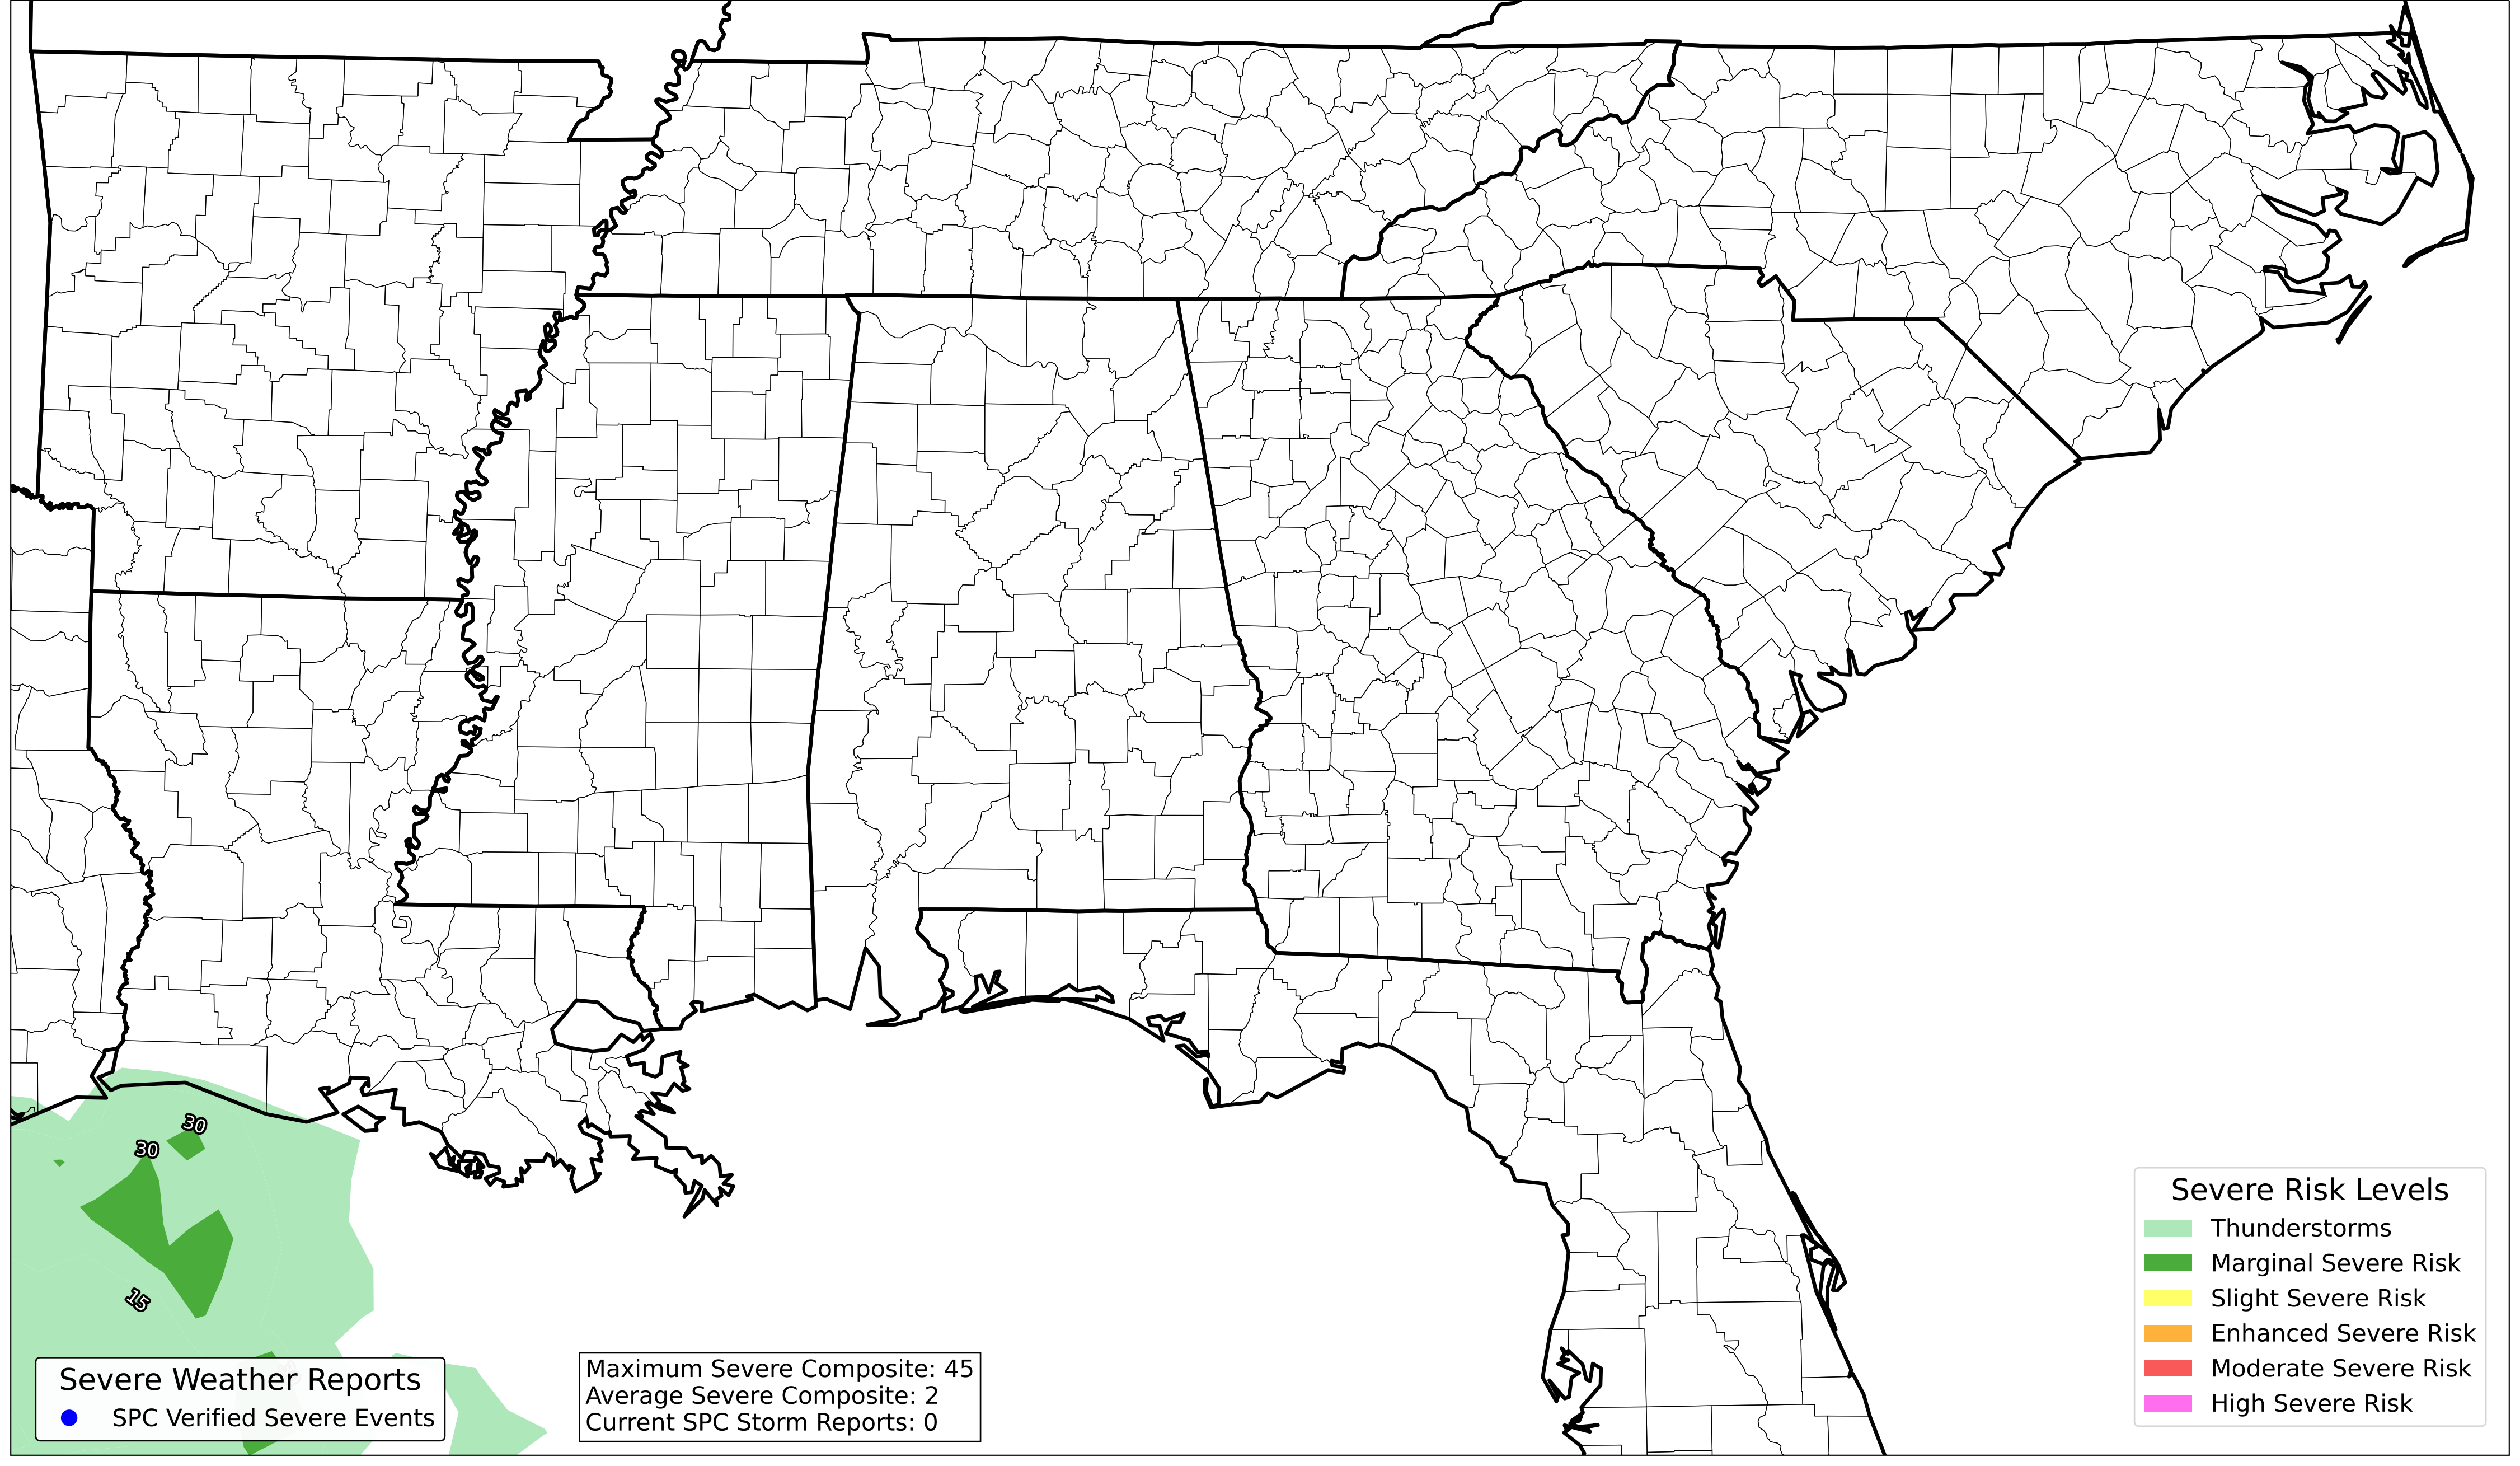 30
30
15
Severe Weather Reports
SPC Verified Severe Events
Maximum Severe Composite: 45
Average Severe Composite: 2
Current SPC Storm Reports: 0
Severe Risk Levels
Thunderstorms
Marginal Severe Risk
Slight Severe Risk
Enhanced Severe Risk
Moderate Severe Risk
High Severe Risk